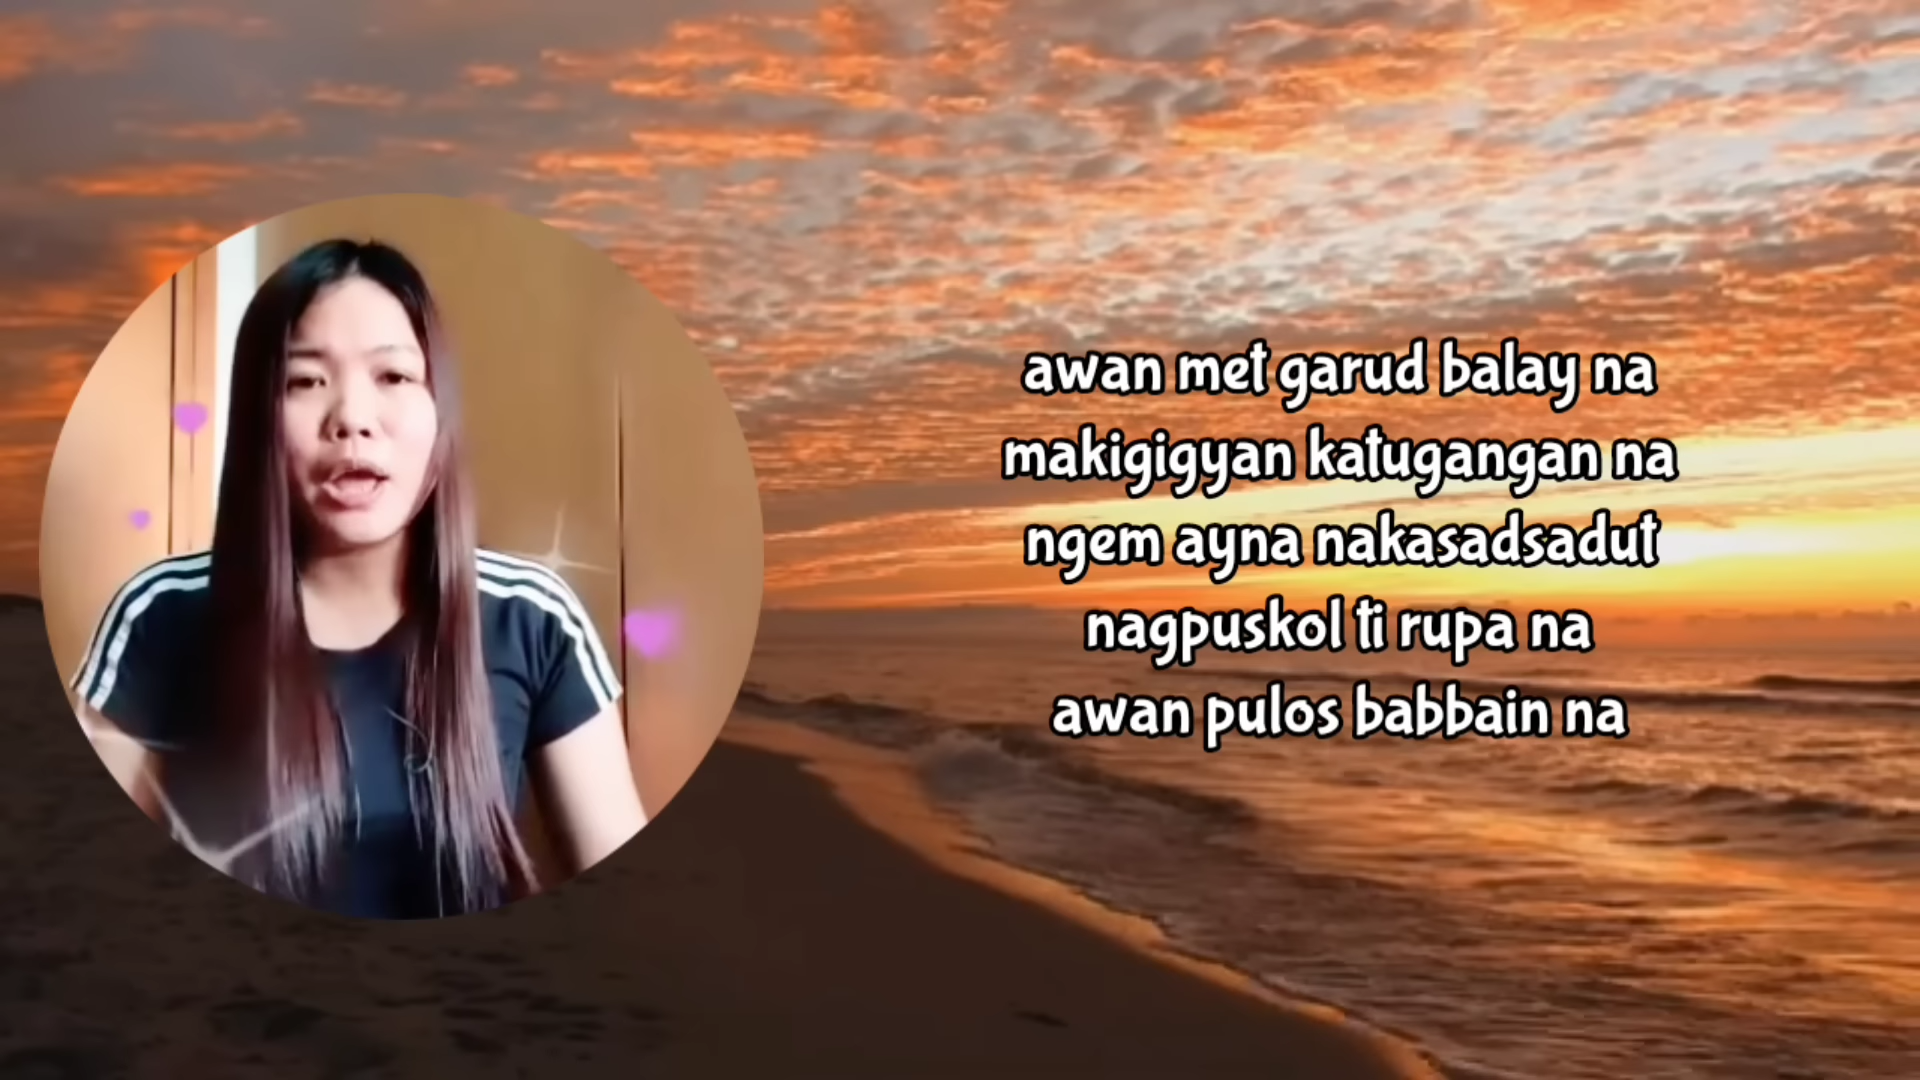 awan met garud balay na
makigigyan katugangan na
ngem ayna nakasadsadut
nagpuskol ti rupa na
awan pulos babbain na